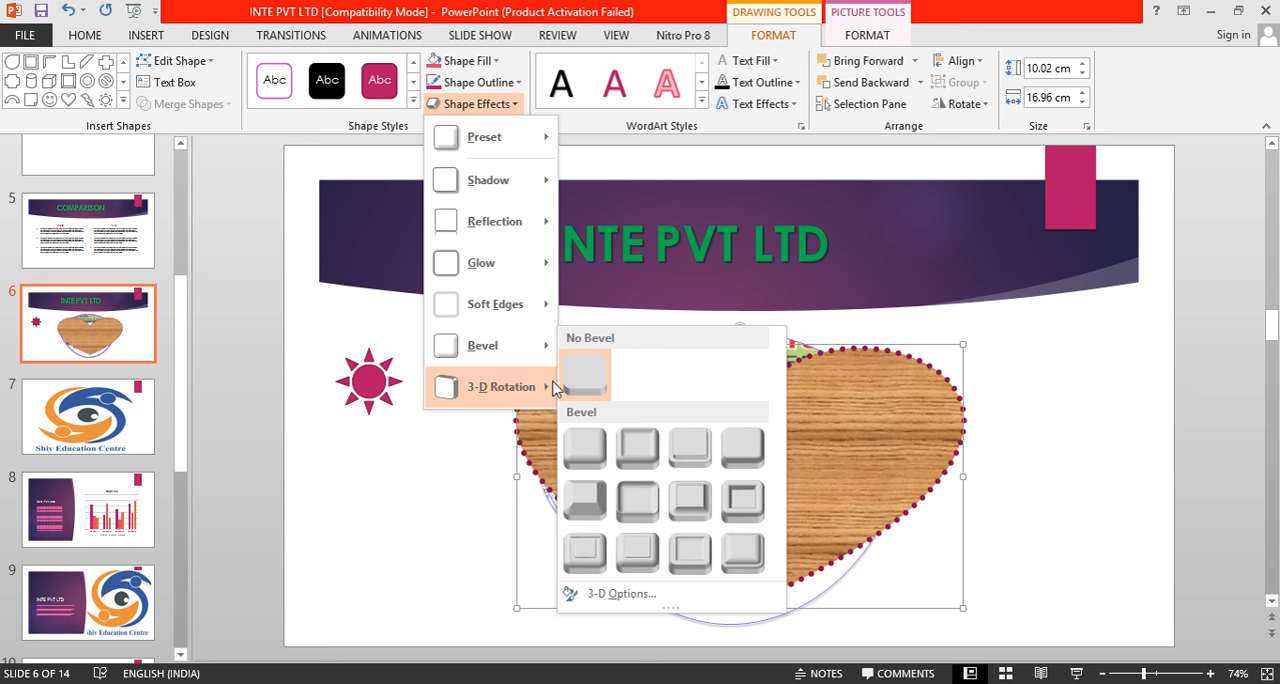 INTE PVT LTD [Compatibility Mode] - PowerPoint (Product Activation Failed)
DRAWING TOOLS
PICTURE TOOLS
FILE HOME INSERT DESIGN TRANSITIONS ANIMATIONS SLIDE SHOW REVIEW VIEW Nitro Pro 8 FORMAT FORMAT Sign in
Edit Shape
Text Box
Merge Shapes
Insert Shapes
Abc Abc Abc
Shape Fill
Shape Outline
Shape Effects
Shape Styles
A A A
Text Fill
Text Outline
Text Effects
WordArt Styles
Bring Forward
Send Backward
Selection Pane
Align
Group
Rotate
Arrange
10.02 cm
16.96 cm
Size
Preset
Shadow
Reflection
Glow
Soft Edges
Bevel
3-D Rotation
No Bevel
Bevel
3-D Options...
5
COMPARISON
6
INTE PVT LTD
7
Shiv Education Centre
8
9
INTE PVT LTD
Shiv Education Centre
10
NTE PVT LTD
SLIDE 6 OF 14 ENGLISH (INDIA) NOTES COMMENTS 74%